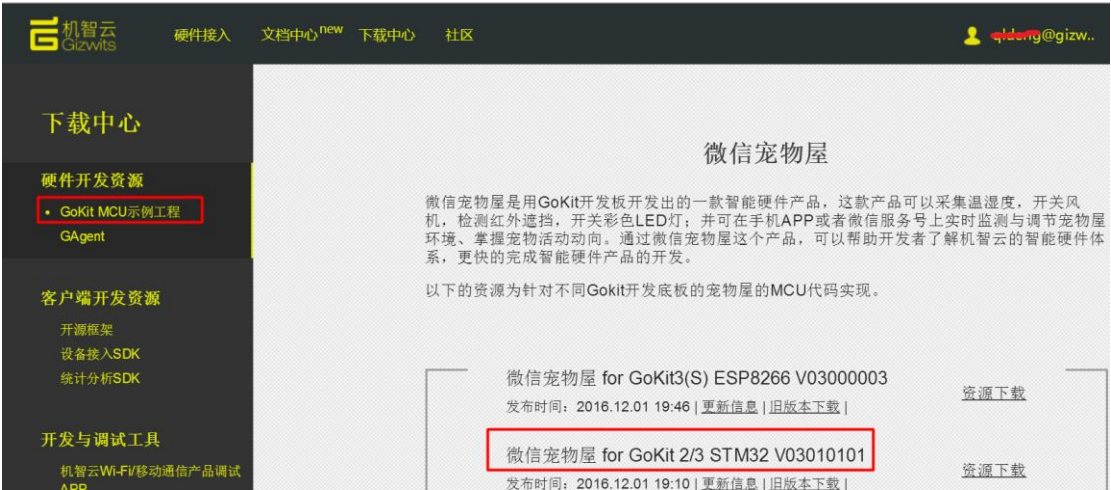 机智云
Gizwits
硬件接入 文档中心new 下载中心 社区
@gizw..
下载中心
硬件开发资源
• GoKit MCU示例工程
GAgent
客户端开发资源
开源框架
设备接入SDK
统计分析SDK
开发与调试工具
机智云Wi-Fi/移动通信产品调试
APP
微信宠物屋
微信宠物屋是用GoKit开发板开发出的一款智能硬件产品，这款产品可以采集温湿度，开关风
机，检测红外遮挡，开关彩色LED灯；并可在手机APP或者微信服务号上实时监测与调节宠物屋
环境、掌握宠物活动动向。通过微信宠物屋这个产品，可以帮助开发者了解机智云的智能硬件体
系，更快的完成智能硬件产品的开发。
以下的资源为针对不同Gokit开发底板的宠物屋的MCU代码实现。
微信宠物屋 for GoKit3(S) ESP8266 V03000003
发布时间：2016.12.01 19:46 | 更新信息 | 旧版本下载 |
资源下载
微信宠物屋 for GoKit 2/3 STM32 V03010101
发布时间：2016.12.01 19:10 | 更新信息 | 旧版本下载 |
资源下载